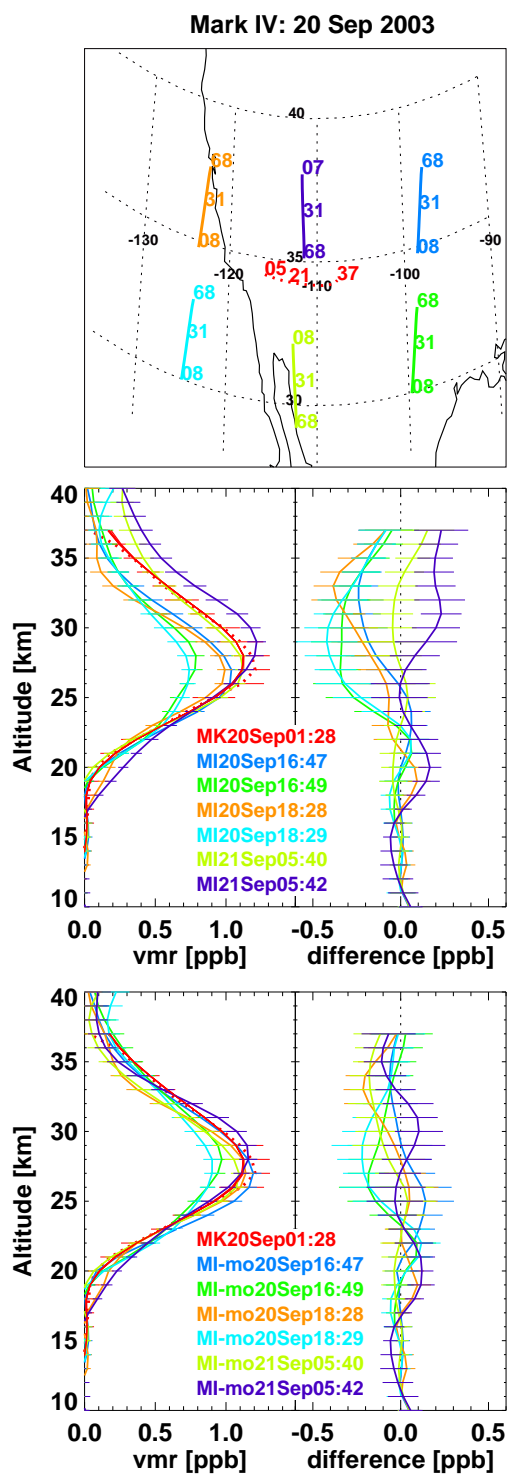 Mark IV: 20 Sep 2003
40
68
07
68
31
31
31
08
68
08
-130
35
-90
-120
05
21
37
-100
-110
68
68
31
08
31
08
31
08
30
68
40
35
30
25
20
15
10
Altitude [km]
MK20Sep01:28
MI20Sep16:47
MI20Sep16:49
MI20Sep18:28
MI20Sep18:29
MI21Sep05:40
MI21Sep05:42
0.0 0.5 1.0 -0.5 0.0 0.5
vmr [ppb] difference [ppb]
40
35
30
25
20
15
10
Altitude [km]
MK20Sep01:28
MI-mo20Sep16:47
MI-mo20Sep16:49
MI-mo20Sep18:28
MI-mo20Sep18:29
MI-mo21Sep05:40
MI-mo21Sep05:42
0.0 0.5 1.0 -0.5 0.0 0.5
vmr [ppb] difference [ppb]